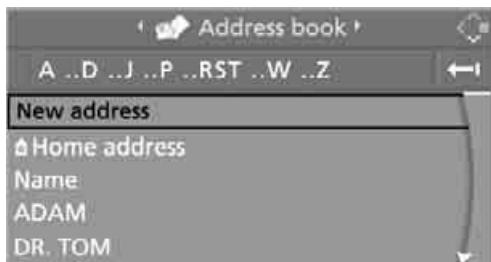 Address book
A ..D ..J ..P ..RST ..W ..Z
New address
Home address
Name
ADAM
DR. TOM